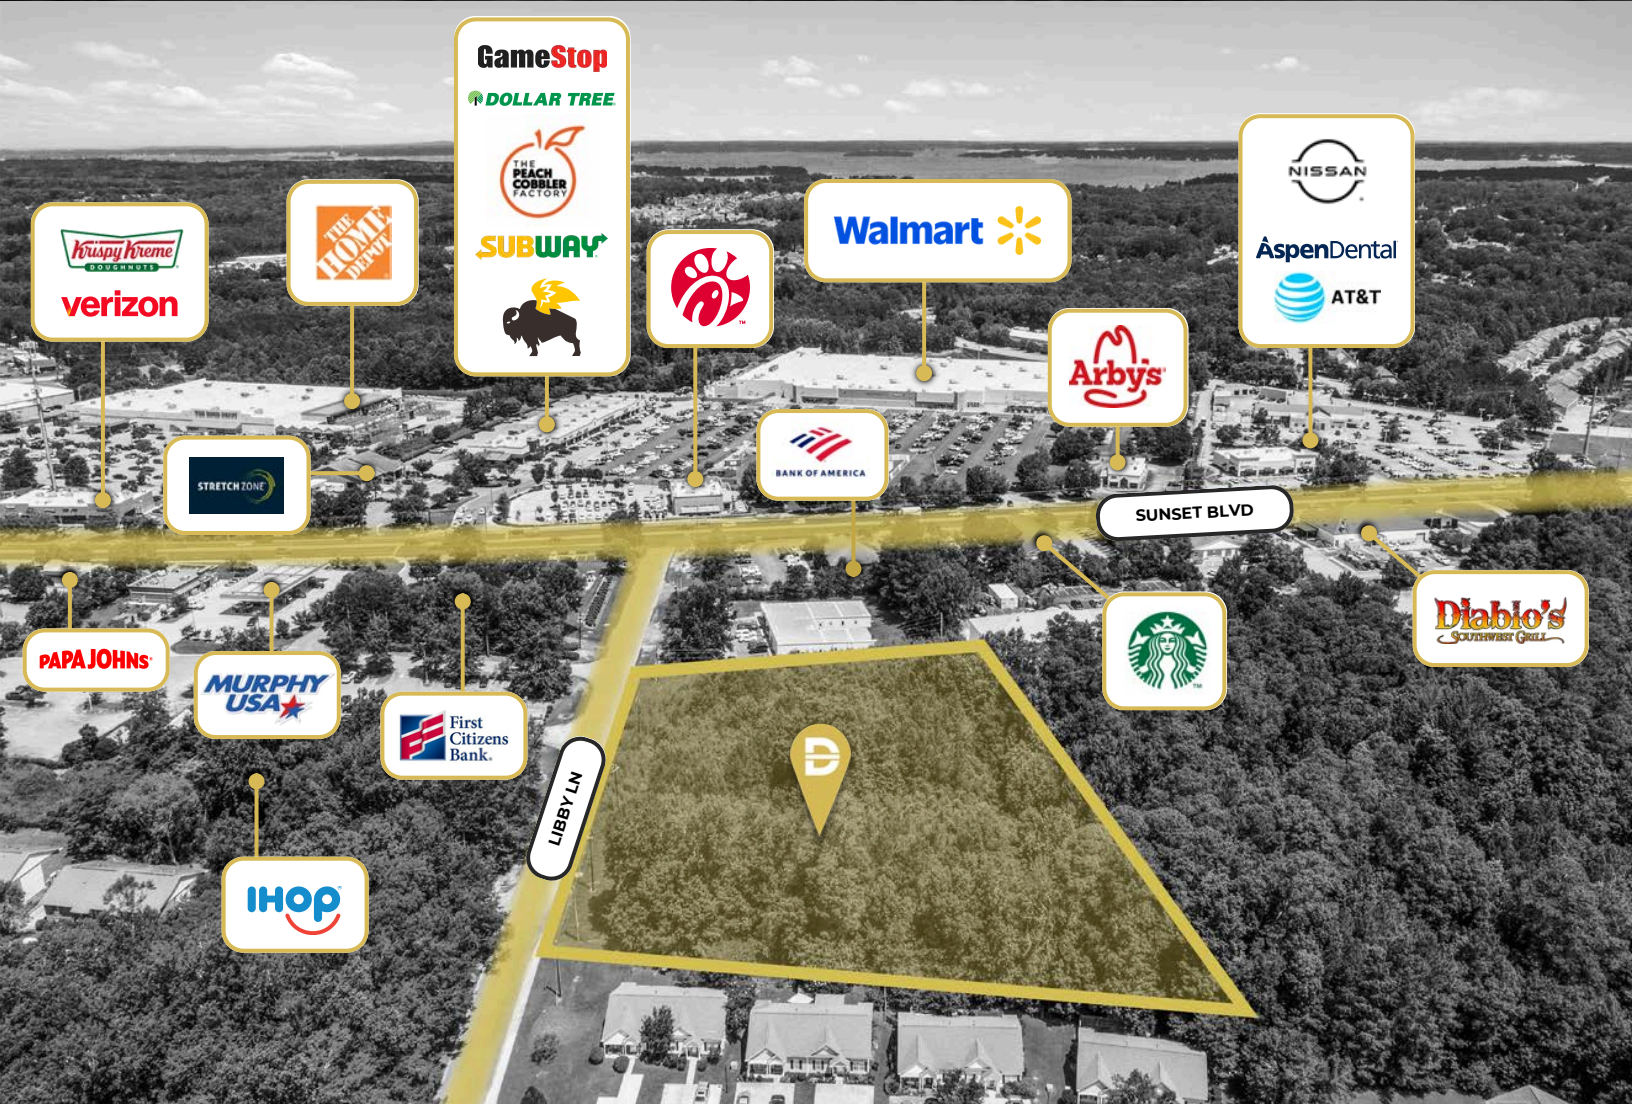 GameStop
DOLLAR TREE
THE
PEACH
COBBLER
FACTORY
SUBWAY
Krispy Kreme
DOUGHNUTS
verizon
THE
HOME
DEPOT
Walmart
NISSAN
AspenDental
AT&T
Arby's
BANK OF AMERICA
STRETCH ZONE
SUNSET BLVD
PAPA JOHNS
MURPHY
USA
First
Citizens
Bank
Diablo's
SOUTHWEST GRILL
LIBBY LN
D
IHOP